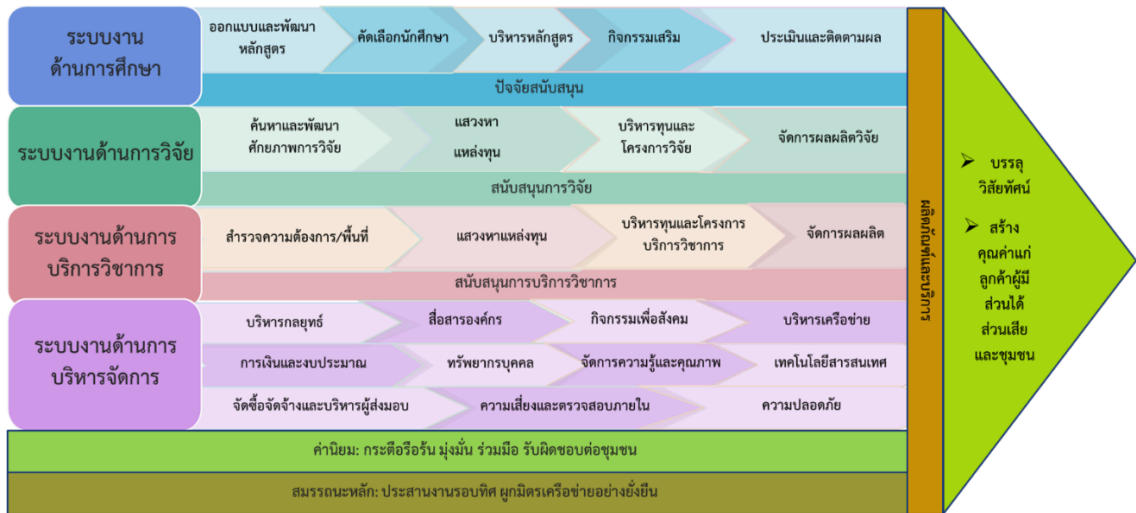 ระบบงาน
ด้านการศึกษา
ออกแบบและพัฒนา
หลักสูตร
คัดเลือกนักศึกษา
บริหารหลักสูตร
กิจกรรมเสริม
ประเมินและติดตามผล
ปัจจัยสนับสนุน
ระบบงานด้านการวิจัย
ค้นหาและพัฒนา
ศักยภาพการวิจัย
แสวงหา
แหล่งทุน
บริหารทุนและ
โครงการวิจัย
จัดการผลผลิตวิจัย
สนับสนุนการวิจัย
ระบบงานด้านการ
บริการวิชาการ
สำรวจความต้องการ/พื้นที่
แสวงหาแหล่งทุน
บริหารทุนและโครงการ
บริการวิชาการ
จัดการผลผลิต
สนับสนุนการบริการวิชาการ
ระบบงานด้านการ
บริหารจัดการ
บริหารกลยุทธ์
สื่อสารองค์กร
กิจกรรมเพื่อสังคม
บริหารเครือข่าย
การเงินและงบประมาณ
ทรัพยากรบุคคล
จัดการความรู้และคุณภาพ
เทคโนโลยีสารสนเทศ
จัดซื้อจัดจ้างและบริหารผู้ส่งมอบ
ความเสี่ยงและตรวจสอบภายใน
ความปลอดภัย
ค่านิยม: กระตือรือร้น มุ่งมั่น ร่วมมือ รับผิดชอบต่อชุมชน
สมรรถนะหลัก: ประสานงานรอบทิศ ผูกมิตรเครือข่ายอย่างยั่งยืน
ผลิตภัณฑ์และบริการ
➢ บรรลุ
วิสัยทัศน์
➢ สร้าง
คุณค่าแก่
ลูกค้าผู้มี
ส่วนได้
ส่วนเสีย
และชุมชน